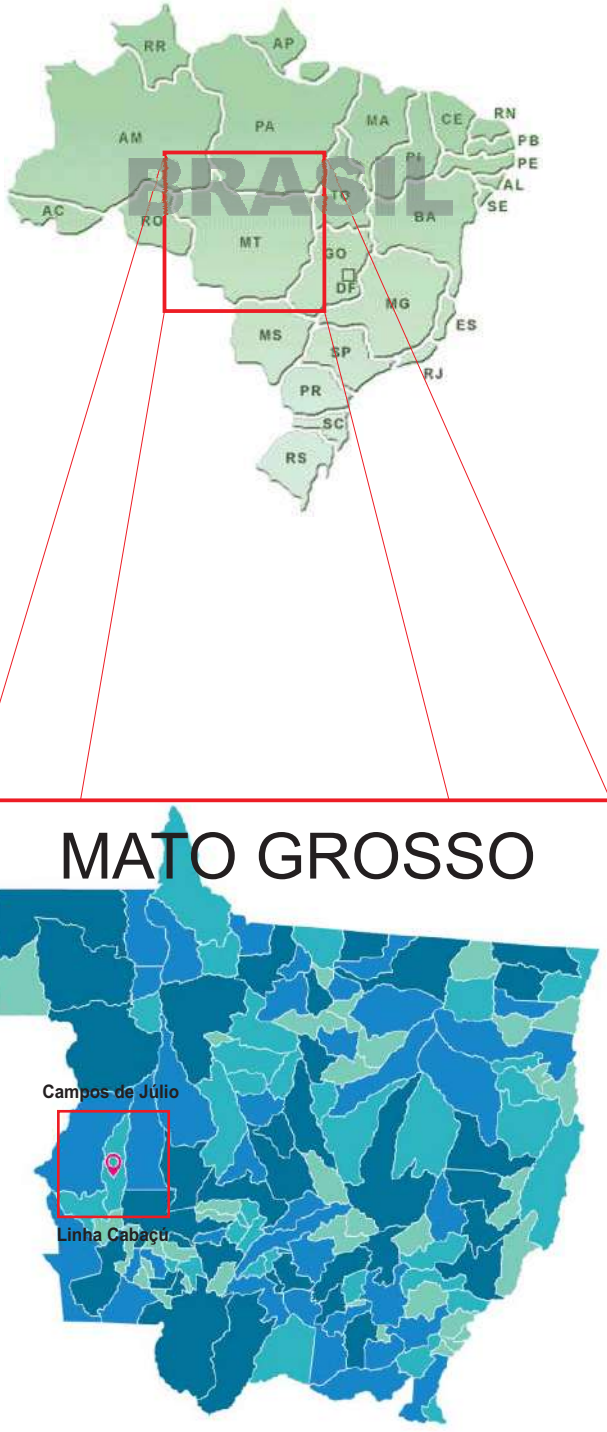 RR
AP
AM
PA
MA
CE
RN
PI
PB
PE
BRASIL
AL
TO
SE
AC
RO
BA
MT
GO
DF
MG
ES
MS
SP
RJ
PR
SC
RS
MATO GROSSO
Campos de Júlio
Linha Cabaçú